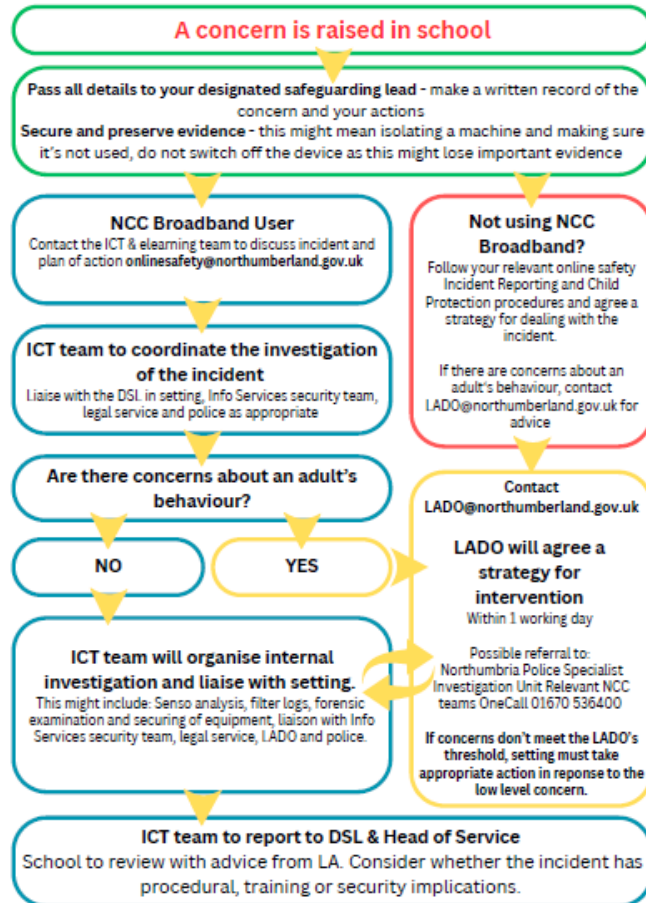 A concern is raised in school
Pass all details to your designated safeguarding lead - make a written record of the
concern and your actions
Secure and preserve evidence - this might mean isolating a machine and making sure
it's not used, do not switch off the device as this might lose important evidence
NCC Broadband User
Contact the ICT & elearning team to discuss incident and
plan of action onlinesafety@northumberland.gov.uk
Not using NCC
Broadband?
Follow your relevant online safety
Incident Reporting and Child
Protection procedures and agree a
strategy for dealing with the
incident.
If there are concerns about an
adult's behaviour, contact
LADO@northumberland.gov.uk for
advice
ICT team to coordinate the investigation
of the incident
Liaise with the DSL in setting, Info Services security team,
legal service and police as appropriate
Are there concerns about an adult's
behaviour?
NO
YES
Contact
LADO@northumberland.gov.uk
LADO will agree a
strategy for
intervention
Within 1 working day
Possible referral to:
Northumbria Police Specialist
Investigation Unit Relevant NCC
teams OneCall 01670 536400
If concerns don't meet the LADO's
threshold, setting must take
appropriate action in reponse to the
low level concern.
ICT team will organise internal
investigation and liaise with setting.
This might include: Senso analysis, filter logs, forensic
examination and securing of equipment, liaison with Info
Services security team, legal service, LADO and police.
ICT team to report to DSL & Head of Service
School to review with advice from LA. Consider whether the incident has
procedural, training or security implications.